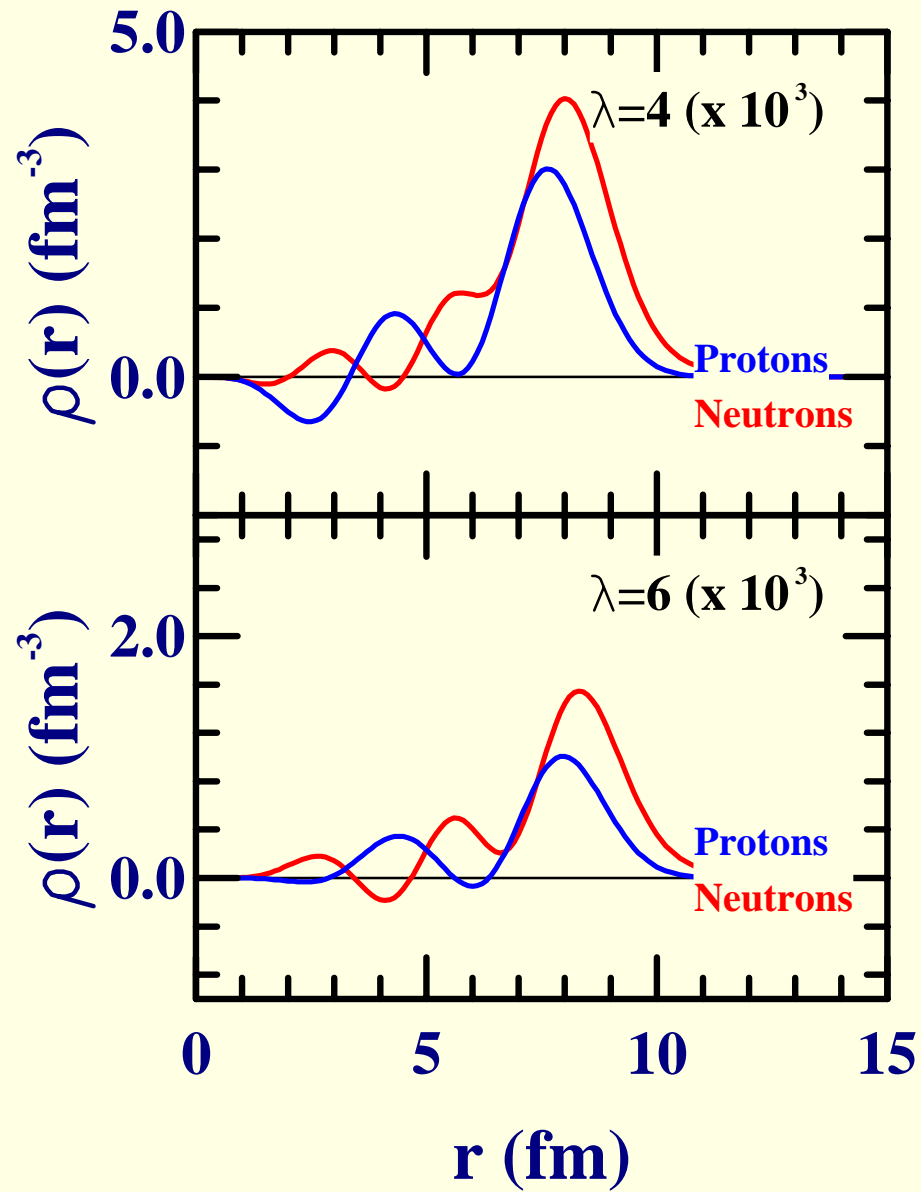 5.0
λ=4 (x 10³)
ρ(r) (fm⁻³)
0.0
Protons
Neutrons
λ=6 (x 10³)
2.0
ρ(r) (fm⁻³)
0.0
Protons
Neutrons
0 5 10 15
r (fm)